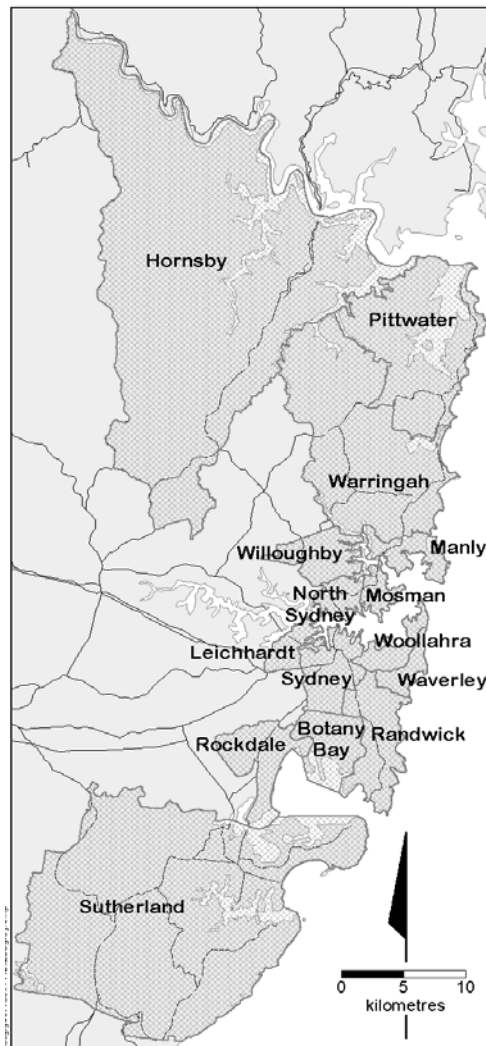 Hornsby
Pittwater
Warringah
Willoughby
Manly
North
Sydney
Mosman
Woollahra
Leichhardt
Sydney
Waverley
Botany
Bay
Randwick
Rockdale
Sutherland
0 5 10
kilometres